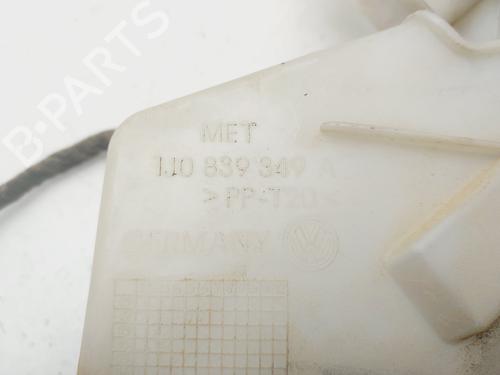 B-PARTS
MET
1J0 839 349 A
>PP-T20
GERMANY